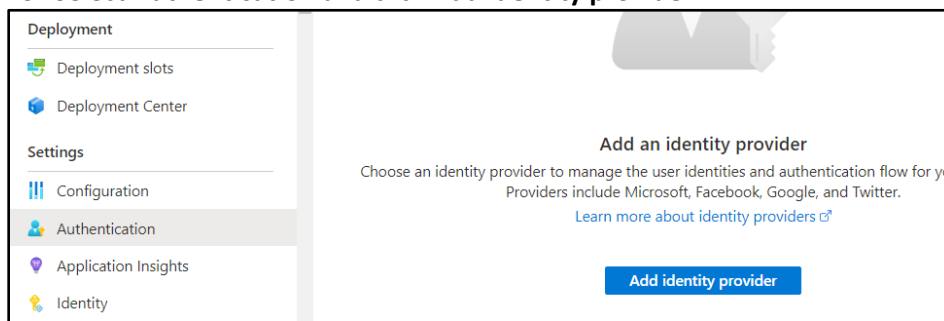 Deployment
Deployment slots
Deployment Center
Settings
Configuration
Authentication
Application Insights
Identity
Add an identity provider
Choose an identity provider to manage the user identities and authentication flow for y
Providers include Microsoft, Facebook, Google, and Twitter.
Learn more about identity providers
Add identity provider